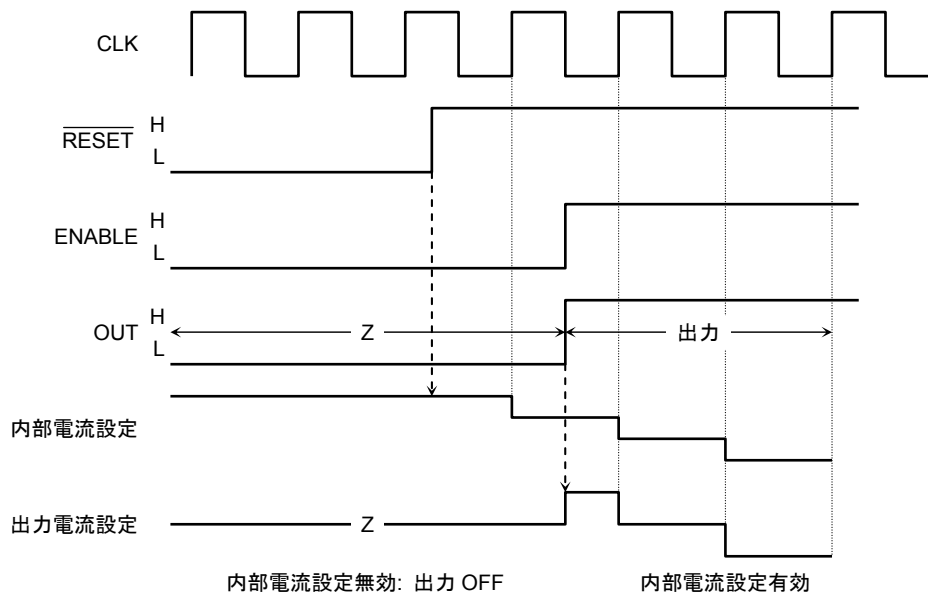 CLK
RESET
H
L
ENABLE
H
L
OUT
H
L
Z
出力
内部電流設定
出力電流設定
Z
内部電流設定無効: 出力 OFF
内部電流設定有効